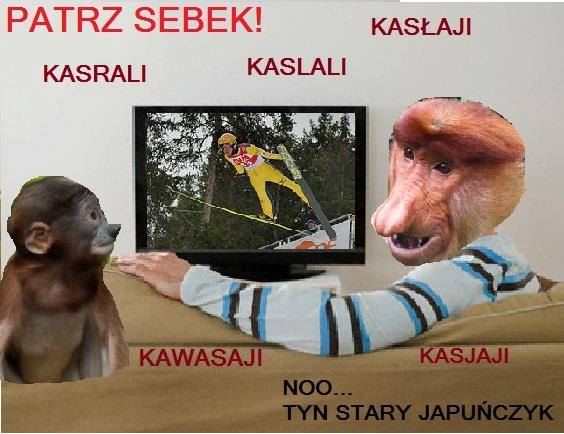 PATRZ SEBEK!
KASŁAJI
KASRALI
KASLALI
KAWASAJI
KASJAJI
NOO...
TYN STARY JAPUŃCZYK